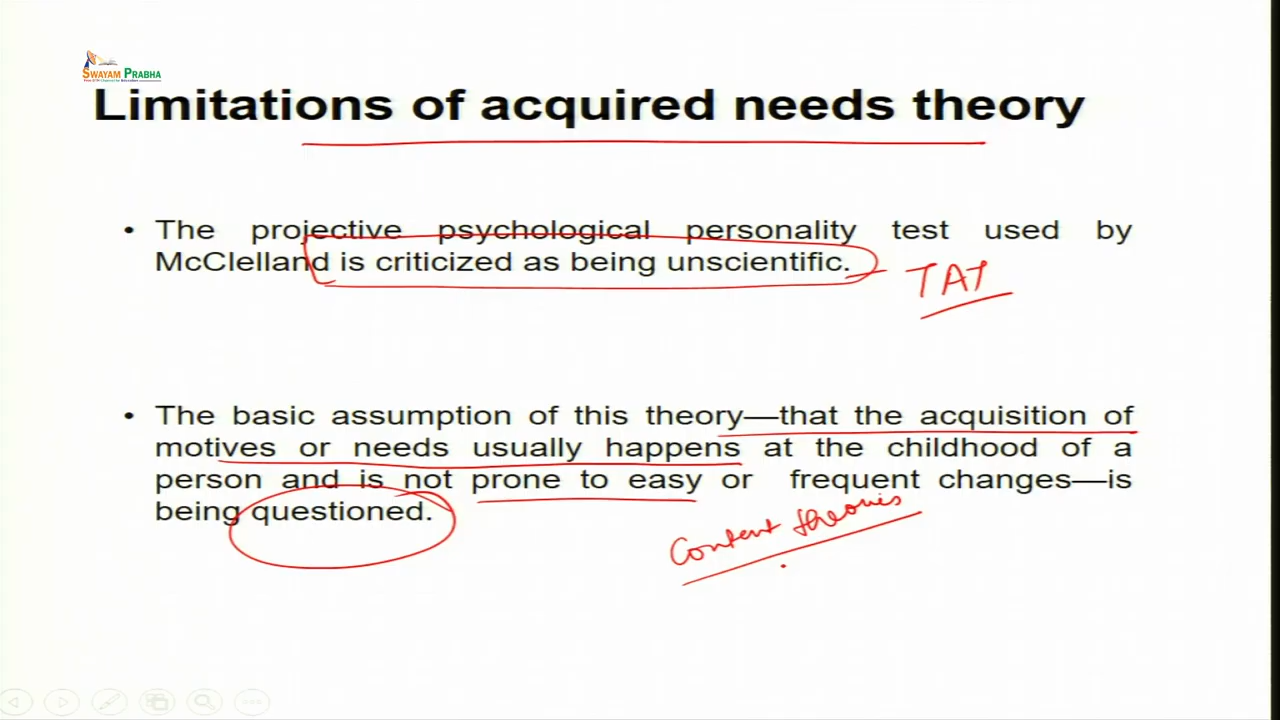 SWAYAM PRABHA
Limitations of acquired needs theory
• The projective psychological personality test used by
McClelland is criticized as being unscientific.
TAT
• The basic assumption of this theory—that the acquisition of
motives or needs usually happens at the childhood of a
person and is not prone to easy or frequent changes—is
being questioned.
Content theories